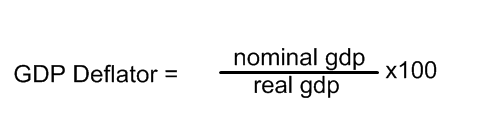 nominal gdp
GDP Deflator = x100
real gdp